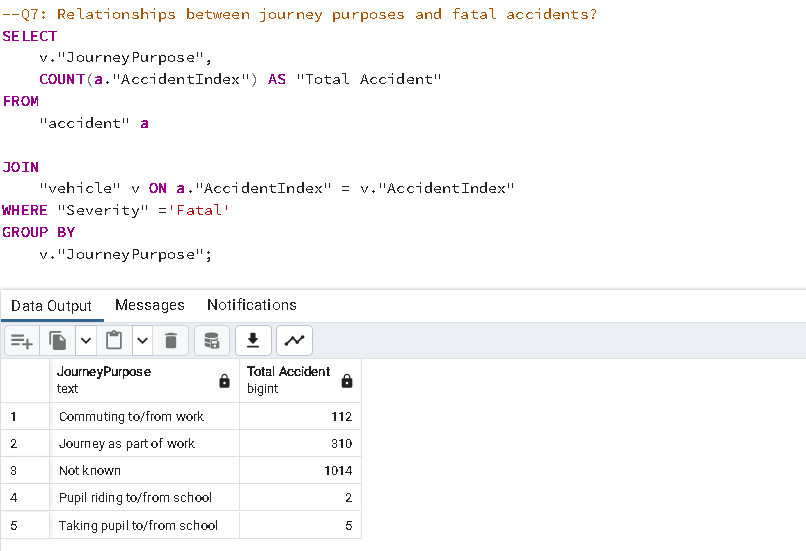 --Q7: Relationships between journey purposes and fatal accidents?
SELECT
v."JourneyPurpose",
COUNT(a."AccidentIndex") AS "Total Accident"
FROM
"accident" a
JOIN
"vehicle" v ON a."AccidentIndex" = v."AccidentIndex"
WHERE "Severity" ='Fatal'
GROUP BY
v."JourneyPurpose";
Data Output Messages Notifications
JourneyPurpose Total Accident
text bigint
1 Commuting to/from work 112
2 Journey as part of work 310
3 Not known 1014
4 Pupil riding to/from school 2
5 Taking pupil to/from school 5